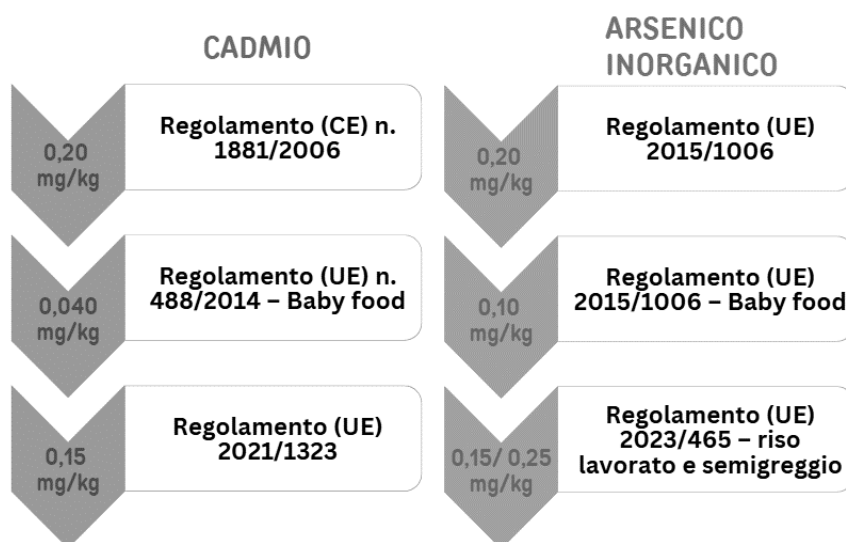 CADMIO
0,20
mg/kg
Regolamento (CE) n.
1881/2006
0,040
mg/kg
Regolamento (UE) n.
488/2014 – Baby food
0,15
mg/kg
Regolamento (UE)
2021/1323
ARSENICO
INORGANICO
0,20
mg/kg
Regolamento (UE)
2015/1006
0,10
mg/kg
Regolamento (UE)
2015/1006 – Baby food
0,15/ 0,25
mg/kg
Regolamento (UE)
2023/465 – riso
lavorato e semigreggio